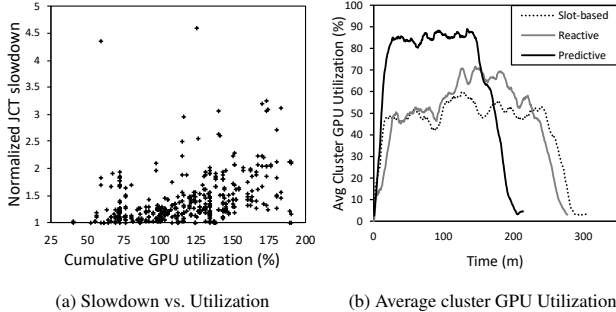 Normalized JCT slowdown
5
4.5
4
3.5
3
2.5
2
1.5
1
25 50 75 100 125 150 175 200
Cumulative GPU utilization (%)
(a) Slowdown vs. Utilization
Avg Cluster GPU Utilization (%)
100
90
80
70
60
50
40
30
20
10
0
0 100 200 300
Time (m)
Slot-based
Reactive
Predictive
(b) Average cluster GPU Utilization